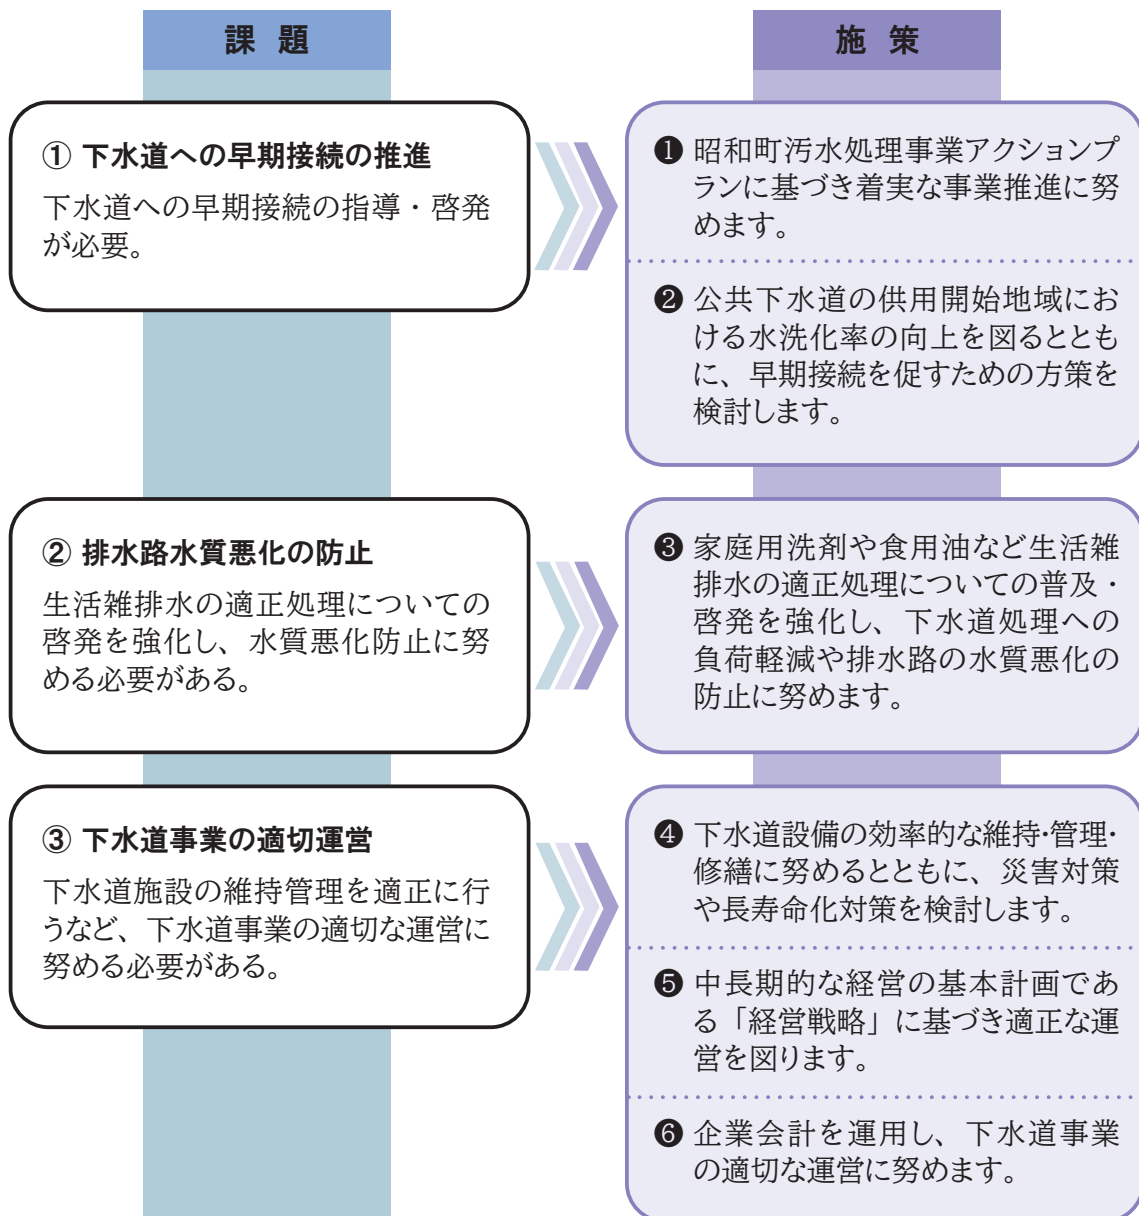 課題
施策
① 下水道への早期接続の推進
下水道への早期接続の指導・啓発
が必要。
❶ 昭和町汚水処理事業アクションプ
ランに基づき着実な事業推進に努
めます。
❷ 公共下水道の供用開始地域にお
ける水洗化率の向上を図るととも
に、早期接続を促すための方策を
検討します。
② 排水路水質悪化の防止
生活雑排水の適正処理についての
啓発を強化し、水質悪化防止に努
める必要がある。
❸ 家庭用洗剤や食用油など生活雑
排水の適正処理についての普及・
啓発を強化し、下水道処理への
負荷軽減や排水路の水質悪化の
防止に努めます。
③ 下水道事業の適切運営
下水道施設の維持管理を適正に行
うなど、下水道事業の適切な運営に
努める必要がある。
❹ 下水道設備の効率的な維持・管理・
修繕に努めるとともに、災害対策
や長寿命化対策を検討します。
❺ 中長期的な経営の基本計画であ
る「経営戦略」に基づき適正な運
営を図ります。
❻ 企業会計を運用し、下水道事業
の適切な運営に努めます。